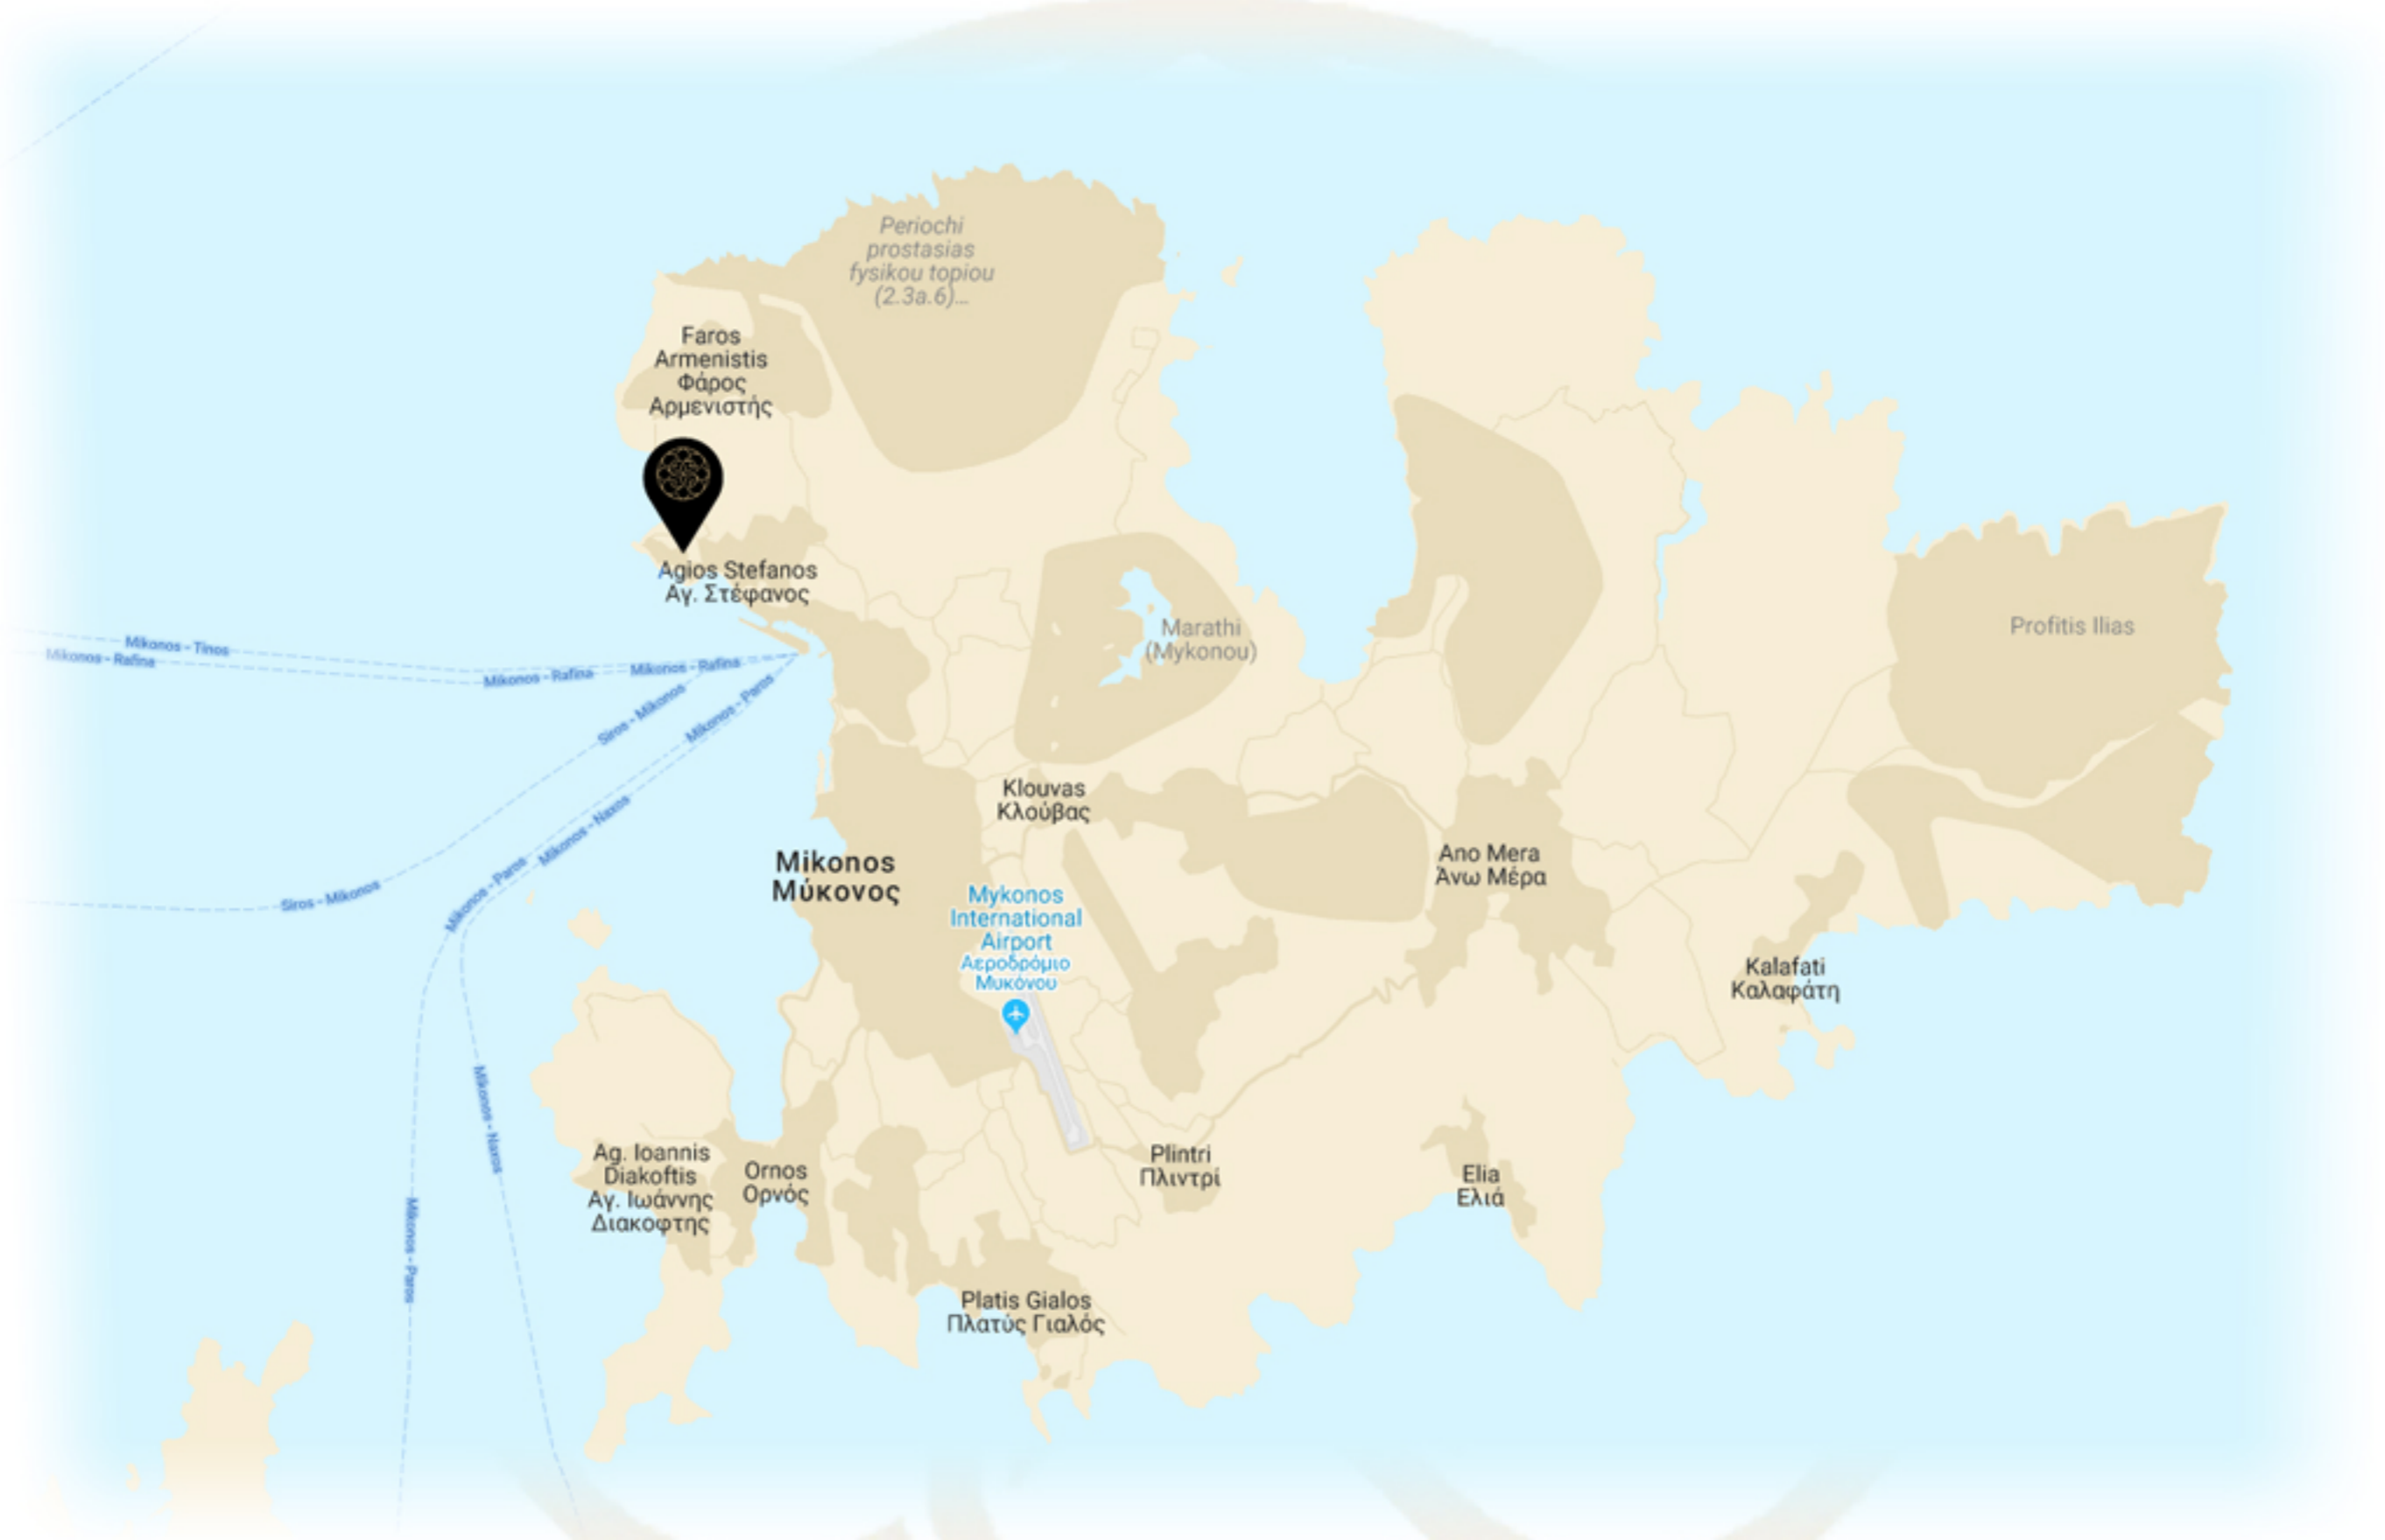 Periochi
prostasias
fysikou topiou
(2.3a.6)...
Faros
Armenistis
Φάρος
Αρμενιστής
Agios Stefanos
Αγ. Στέφανος
Marathi
(Mykonou)
Profitis Ilias
Mikonos - Tinos
Mikonos - Rafina
Mikonos - Rafina
Mikonos - Rafina
Siros - Mikonos
Mikonos - Paros
Klouvas
Κλούβας
Mikonos - Naxos
Mikonos
Μύκονος
Ano Mera
Άνω Μέρα
Siros - Mikonos
Mikonos - Paros
Mykonos
International
Airport
Αεροδρόμιο
Μυκόνου
Kalafati
Καλαφάτη
Mikonos - Naxos
Ag. Ioannis
Diakoftis
Αγ. Ιωάννης
Διακοφτης
Ornos
Ορνός
Plintri
Πλιντρί
Elia
Ελιά
Mikonos - Paros
Platis Gialos
Πλατύς Γιαλός